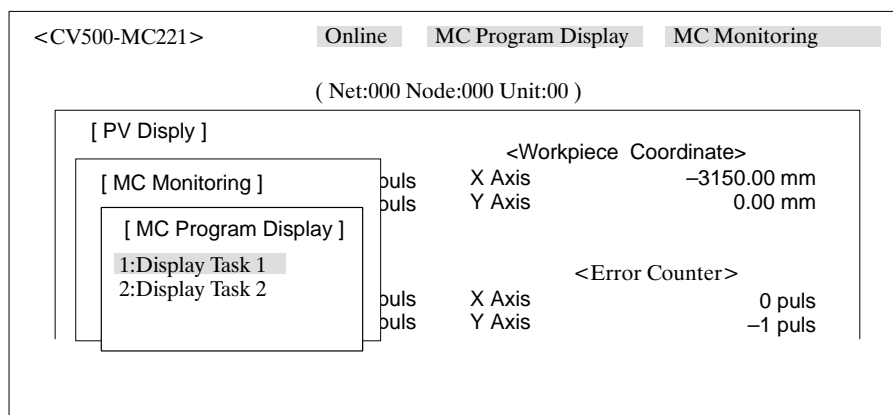 <CV500-MC221> Online MC Program Display MC Monitoring
( Net:000 Node:000 Unit:00 )
[ PV Disply ]
<Workpiece Coordinate>
[ MC Monitoring ] puls X Axis –3150.00 mm
puls Y Axis 0.00 mm
[ MC Program Display ]
1:Display Task 1
<Error Counter>
2:Display Task 2
puls X Axis 0 puls
puls Y Axis –1 puls